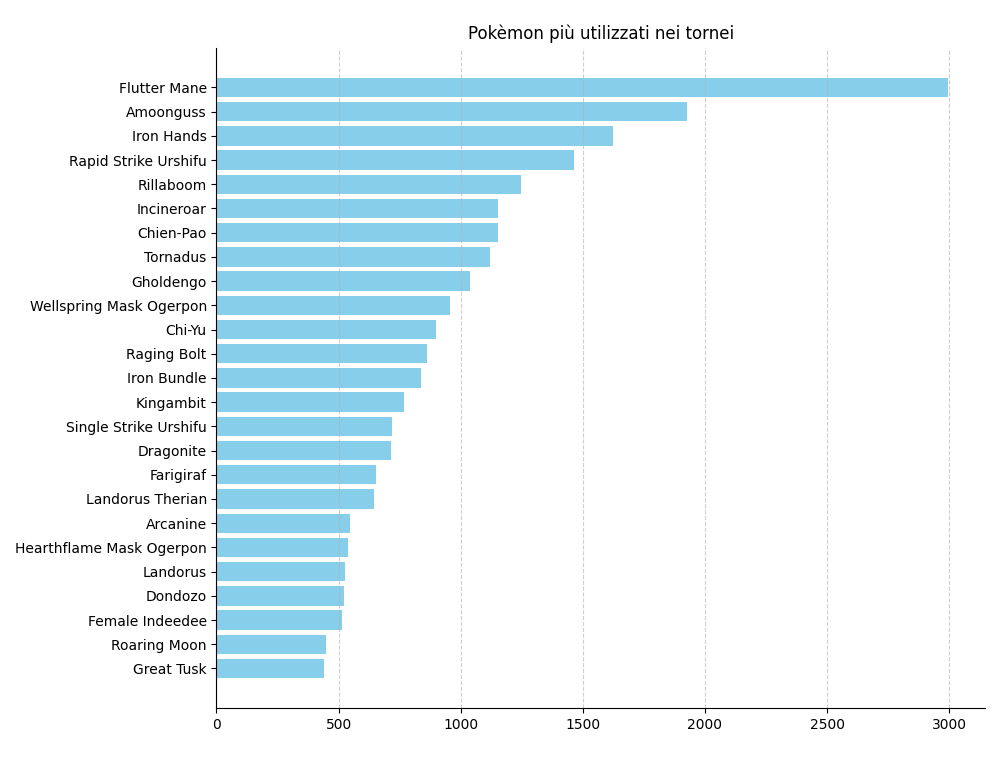 Pokèmon più utilizzati nei tornei
Flutter Mane
Amoonguss
Iron Hands
Rapid Strike Urshifu
Rillaboom
Incineroar
Chien-Pao
Tornadus
Gholdengo
Wellspring Mask Ogerpon
Chi-Yu
Raging Bolt
Iron Bundle
Kingambit
Single Strike Urshifu
Dragonite
Farigiraf
Landorus Therian
Arcanine
Hearthflame Mask Ogerpon
Landorus
Dondozo
Female Indeedee
Roaring Moon
Great Tusk
0 500 1000 1500 2000 2500 3000